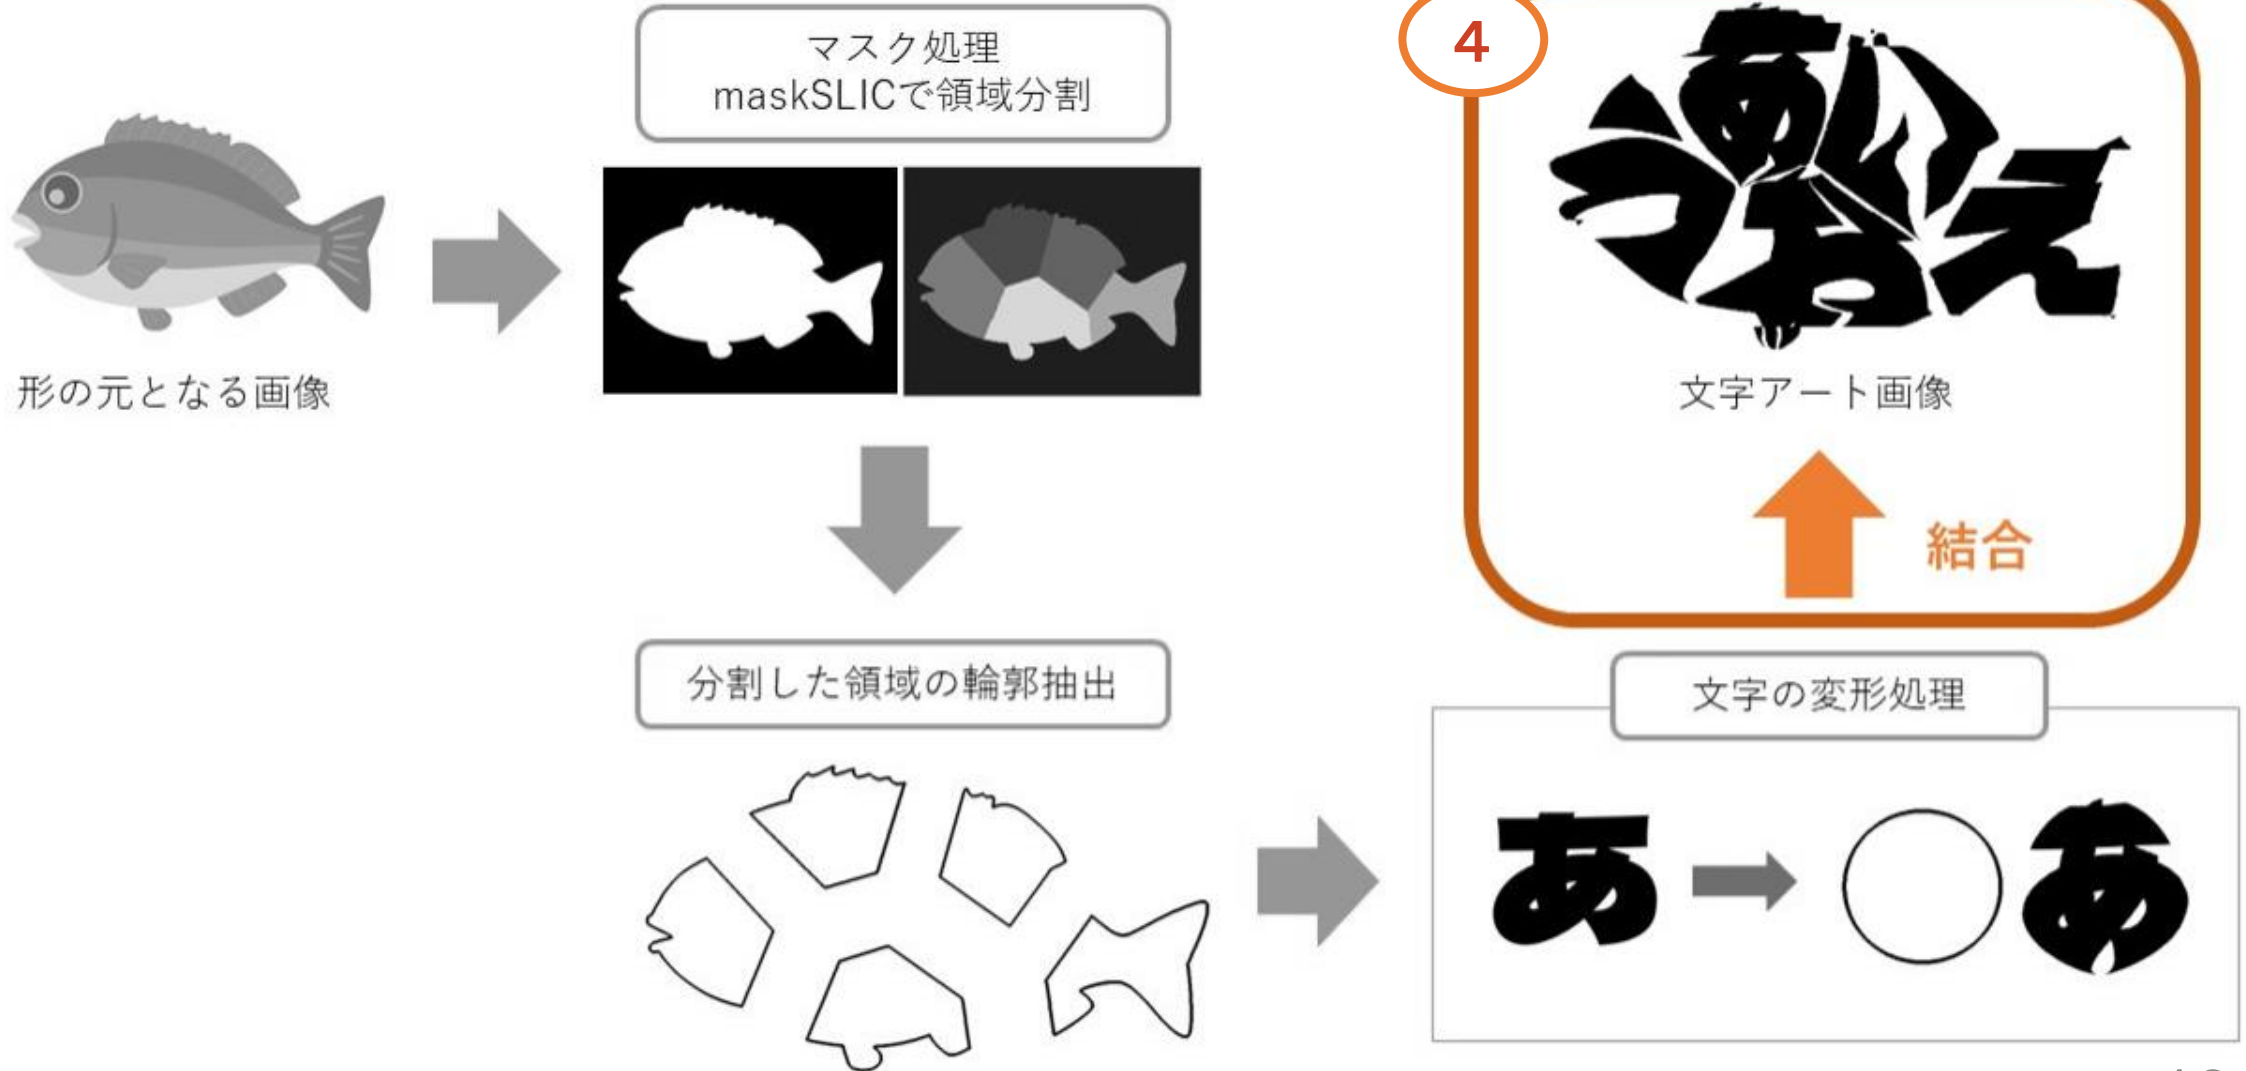 マスク処理
maskSLICで領域分割
形の元となる画像
4
あいうえお
文字アート画像
結合
分割した領域の輪郭抽出
文字の変形処理
あ
あ